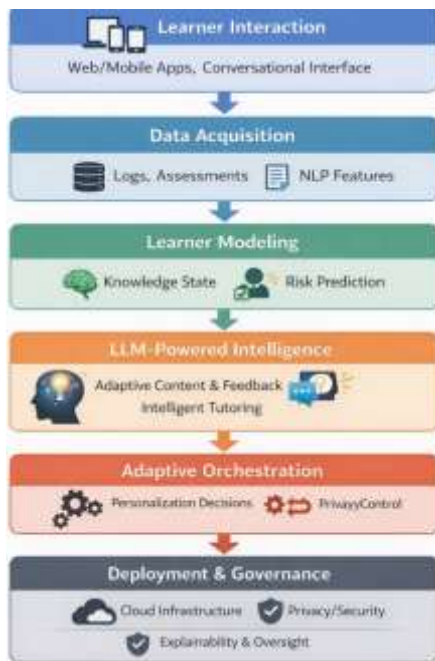 Learner Interaction
Web/Mobile Apps, Conversational Interface
Data Acquisition
Logs, Assessments NLP Features
Learner Modeling
Knowledge State Risk Prediction
LLM-Powered Intelligence
Adaptive Content & Feedback
Intelligent Tutoring
Adaptive Orchestration
Personalization Decisions PrivayyControl
Deployment & Governance
Cloud Infrastructure Privacy/Security
Explainability & Oversight